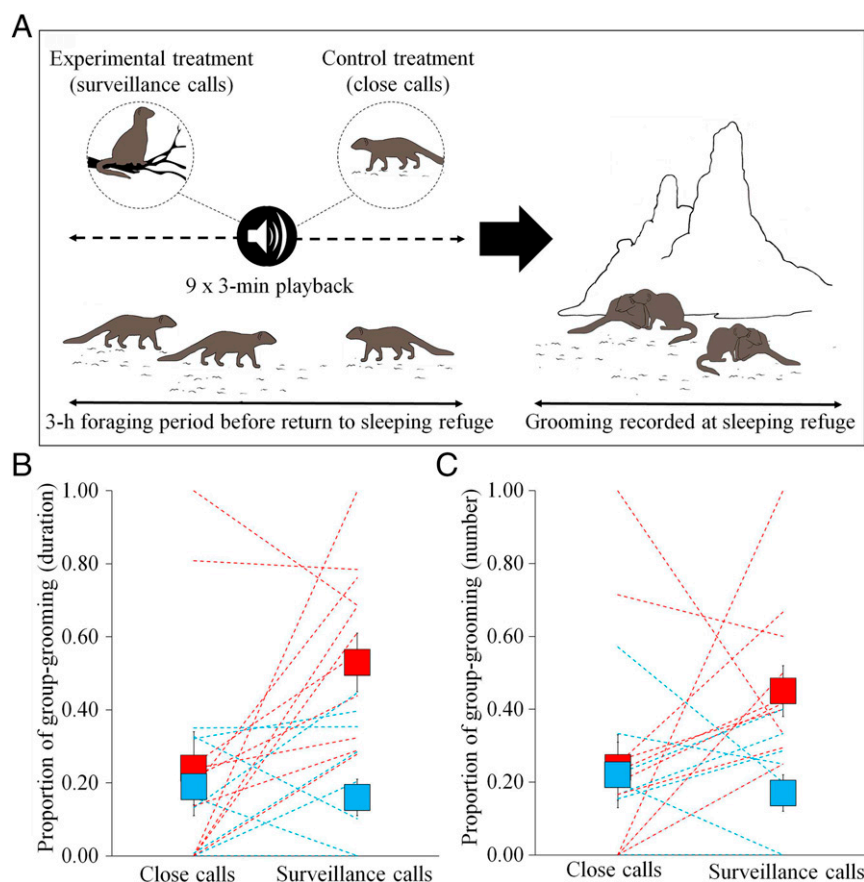 A
Experimental treatment
(surveillance calls)
Control treatment
(close calls)
9 x 3-min playback
3-h foraging period before return to sleeping refuge
Grooming recorded at sleeping refuge
B
Proportion of group-grooming (duration)
1.00
0.80
0.60
0.40
0.20
0.00
Close calls
Surveillance calls
C
Proportion of group-grooming (number)
1.00
0.80
0.60
0.40
0.20
0.00
Close calls
Surveillance calls